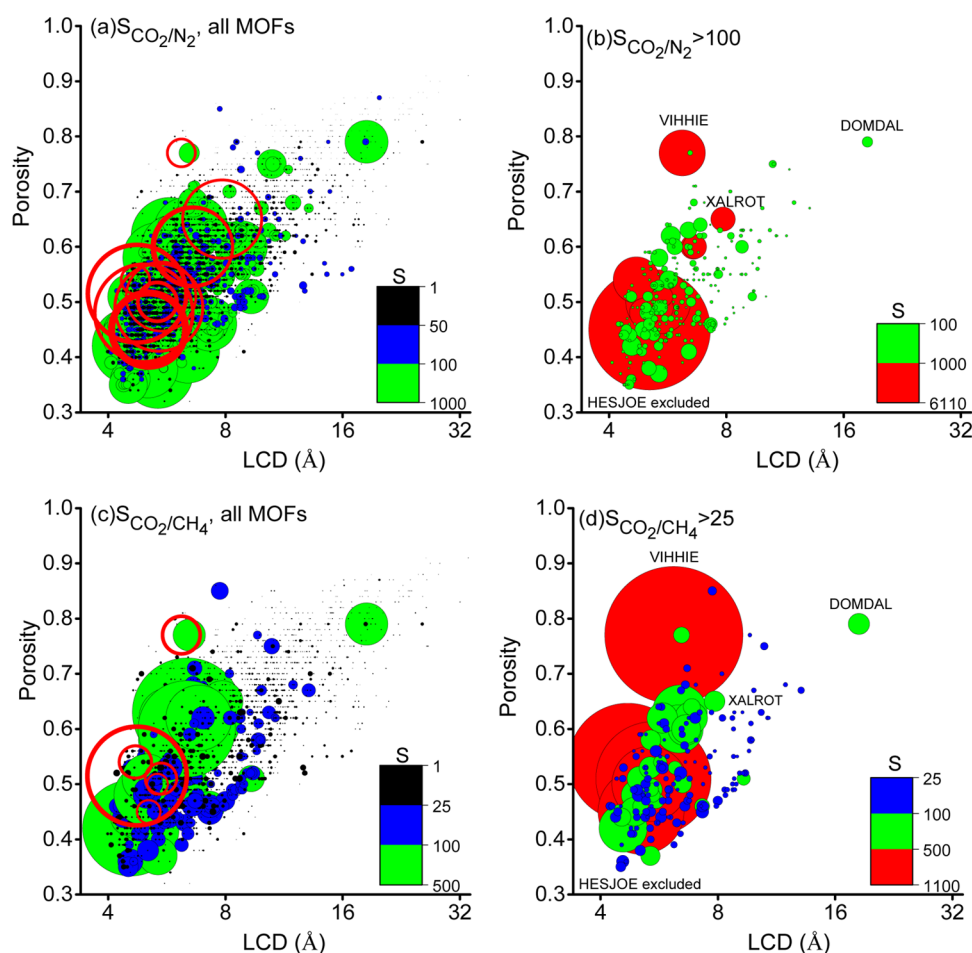 (a)S_CO2/N2, all MOFs
1.0
0.9
0.8
0.7
0.6
0.5
0.4
0.3
Porosity
4
8
16
32
LCD (Å)
S
1
50
100
1000
(b)S_CO2/N2>100
1.0
0.9
0.8
0.7
0.6
0.5
0.4
0.3
Porosity
VIHHIE
DOMDAL
XALROT
HESJOE excluded
4
8
16
32
LCD (Å)
S
100
1000
6110
(c)S_CO2/CH4, all MOFs
1.0
0.9
0.8
0.7
0.6
0.5
0.4
0.3
Porosity
4
8
16
32
LCD (Å)
S
1
25
100
500
(d)S_CO2/CH4>25
1.0
0.9
0.8
0.7
0.6
0.5
0.4
0.3
Porosity
VIHHIE
DOMDAL
XALROT
HESJOE excluded
4
8
16
32
LCD (Å)
S
25
100
500
1100